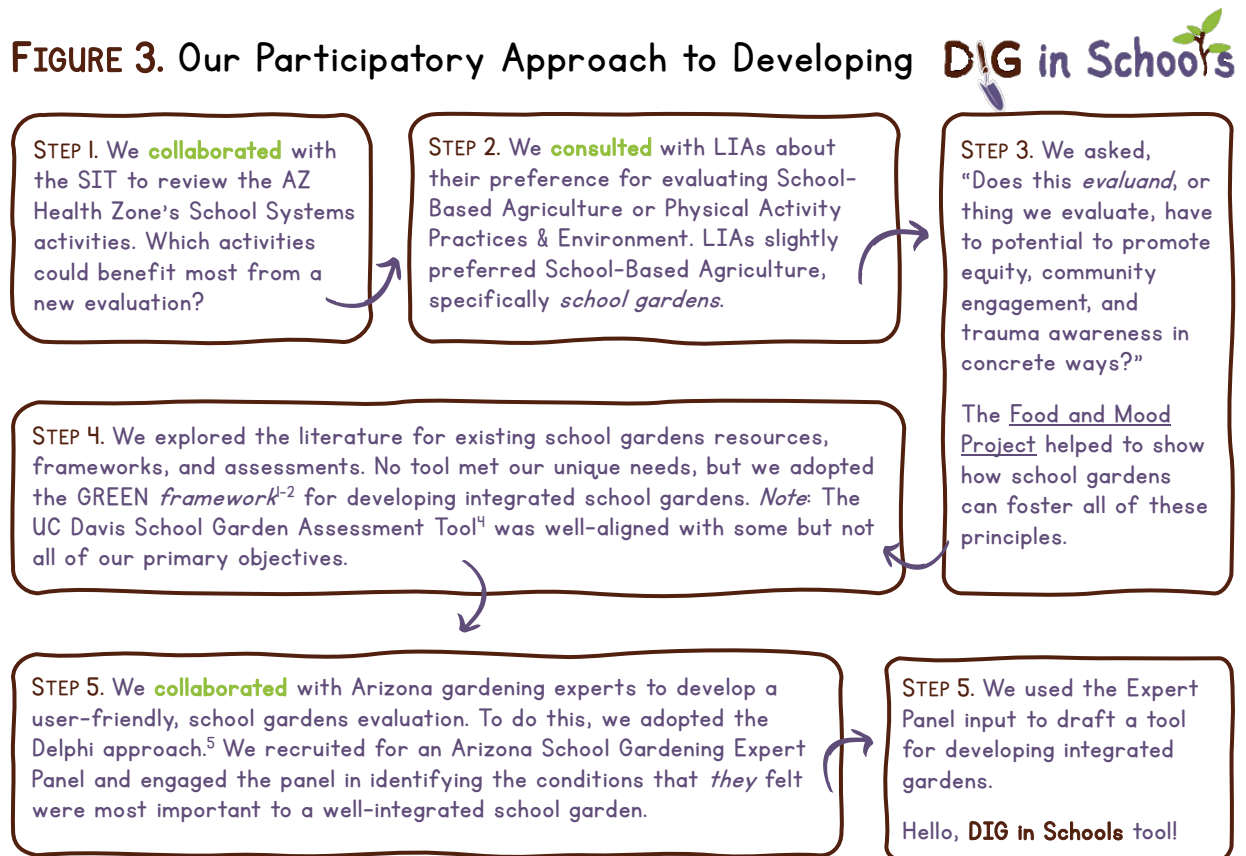 FIGURE 3. Our Participatory Approach to Developing DIG in Schools
STEP 1. We collaborated with
the SIT to review the AZ
Health Zone's School Systems
activities. Which activities
could benefit most from a
new evaluation?
STEP 2. We consulted with LIAs about
their preference for evaluating School-
Based Agriculture or Physical Activity
Practices & Environment. LIAs slightly
preferred School-Based Agriculture,
specifically school gardens.
STEP 3. We asked,
“Does this evaluand, or
thing we evaluate, have
to potential to promote
equity, community
engagement, and
trauma awareness in
concrete ways?”
The Food and Mood
Project helped to show
how school gardens
can foster all of these
principles.
STEP 4. We explored the literature for existing school gardens resources,
frameworks, and assessments. No tool met our unique needs, but we adopted
the GREEN framework1-2 for developing integrated school gardens. Note: The
UC Davis School Garden Assessment Tool4 was well-aligned with some but not
all of our primary objectives.
STEP 5. We collaborated with Arizona gardening experts to develop a
user-friendly, school gardens evaluation. To do this, we adopted the
Delphi approach.5 We recruited for an Arizona School Gardening Expert
Panel and engaged the panel in identifying the conditions that they felt
were most important to a well-integrated school garden.
STEP 5. We used the Expert
Panel input to draft a tool
for developing integrated
gardens.
Hello, DIG in Schools tool!